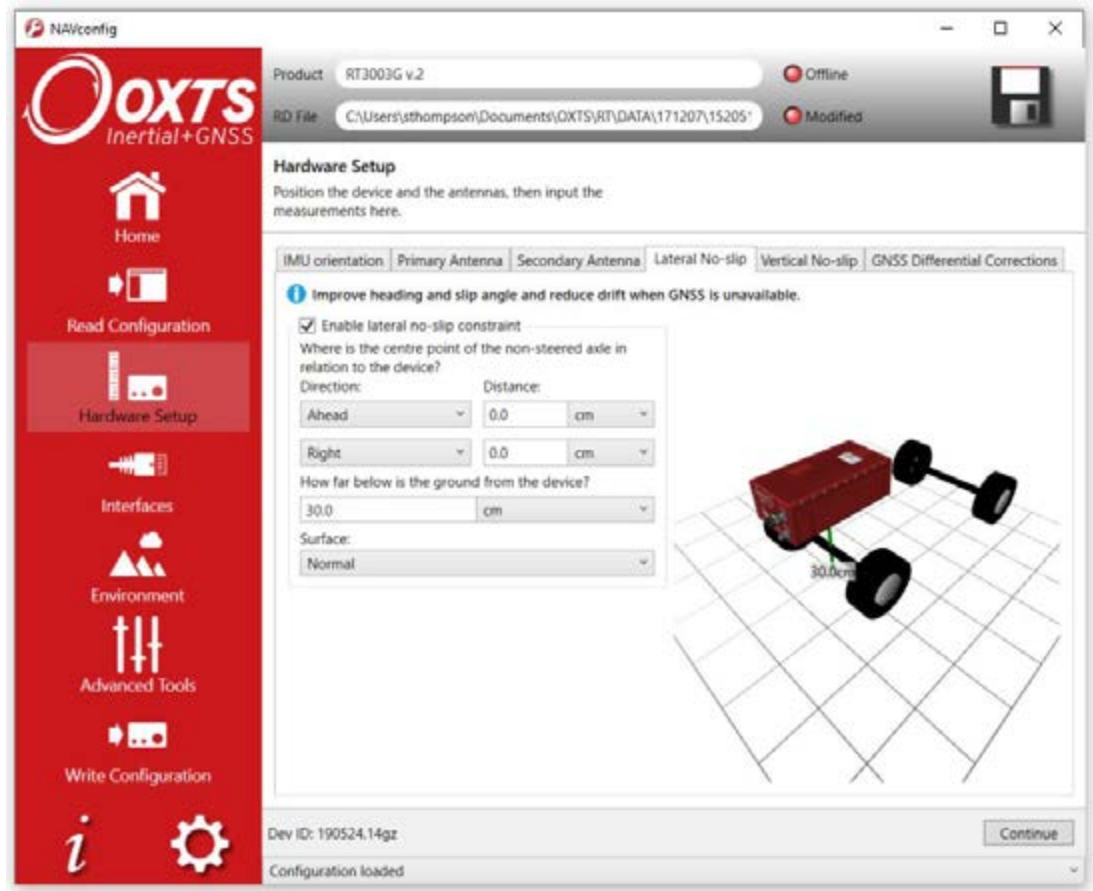 NAVconfig
OXTS
Inertial+GNSS
Product RT3003G v.2 Offline
RD File C:\Users\sthompson\Documents\OXTS\RT\DATA\171207\15205 Modified
Hardware Setup
Position the device and the antennas, then input the
measurements here.
Home
Read Configuration
Hardware Setup
Interfaces
Environment
Advanced Tools
Write Configuration
i
IMU orientation Primary Antenna Secondary Antenna Lateral No-slip Vertical No-slip GNSS Differential Corrections
Improve heading and slip angle and reduce drift when GNSS is unavailable.
Enable lateral no-slip constraint
Where is the centre point of the non-steered axle in
relation to the device?
Direction: Distance:
Ahead 0.0 cm
Right 0.0 cm
How far below is the ground from the device?
30.0 cm
Surface:
Normal
30.0cm
Dev ID: 190524.14gz Continue
Configuration loaded